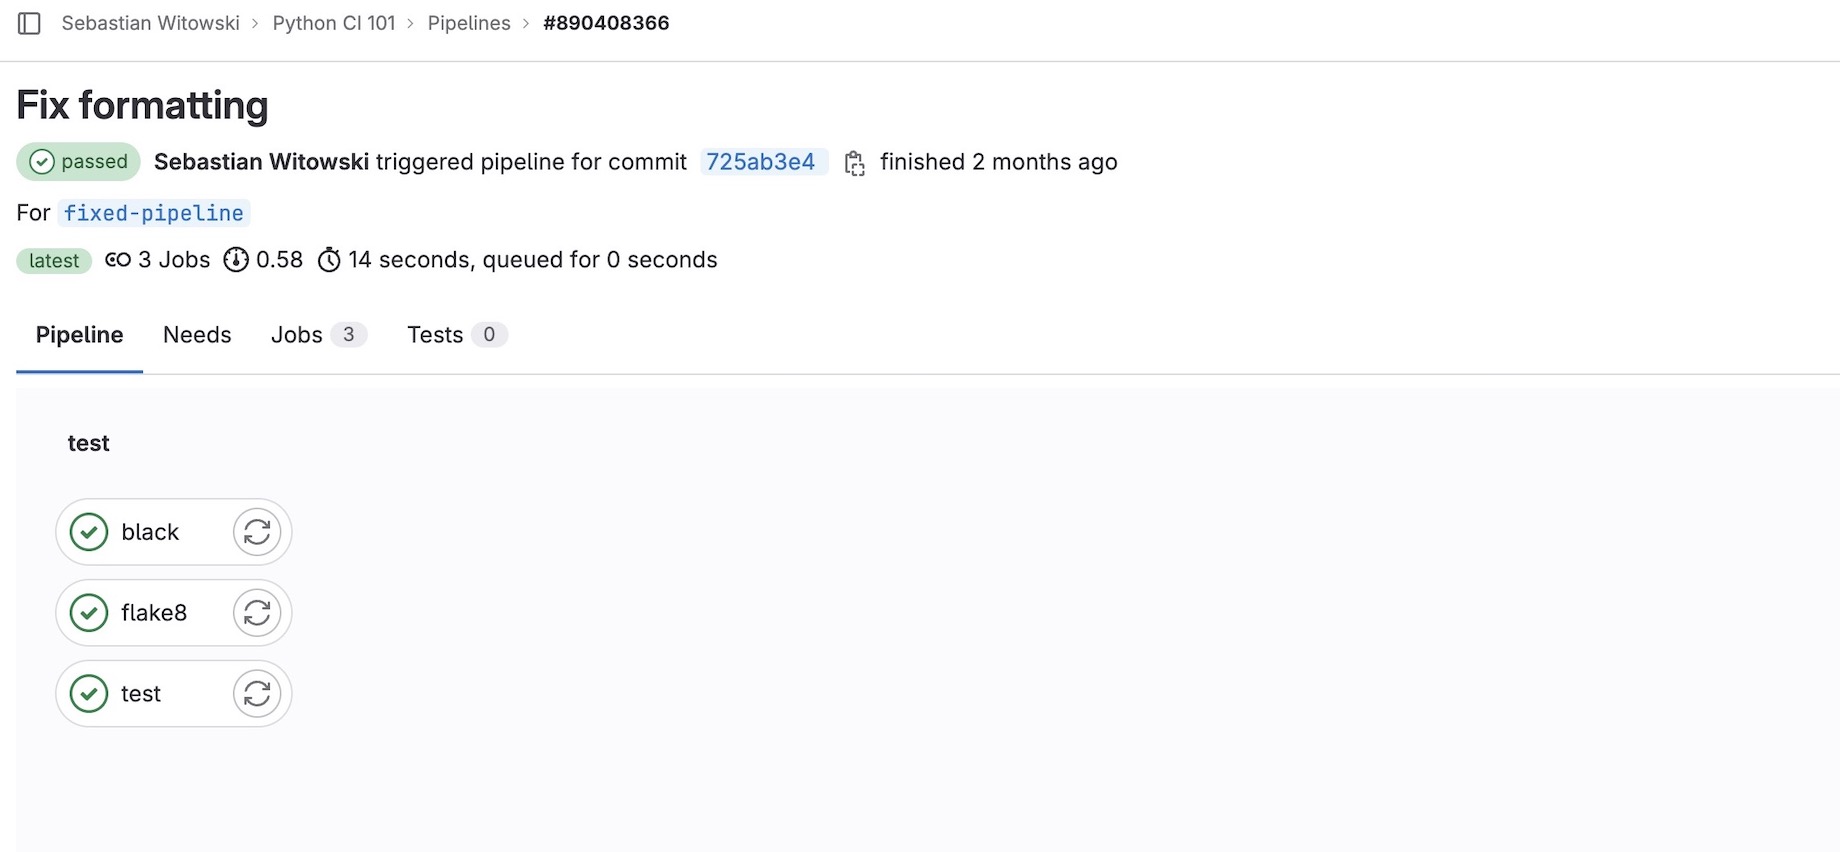 Sebastian Witowski > Python CI 101 > Pipelines > #890408366
Fix formatting
passed Sebastian Witowski triggered pipeline for commit 725ab3e4 finished 2 months ago
For fixed-pipeline
latest 3 Jobs 0.58 14 seconds, queued for 0 seconds
Pipeline Needs Jobs 3 Tests 0
test
black
flake8
test